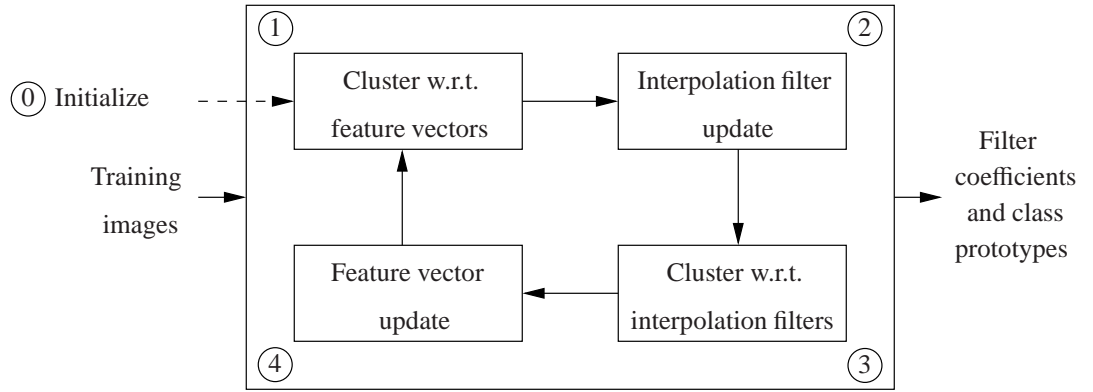 ① ②
Cluster w.r.t.
feature vectors
Interpolation filter
update
⓪ Initialize
Training
images
Filter
coefficients
and class
prototypes
Feature vector
update
Cluster w.r.t.
interpolation filters
④ ③